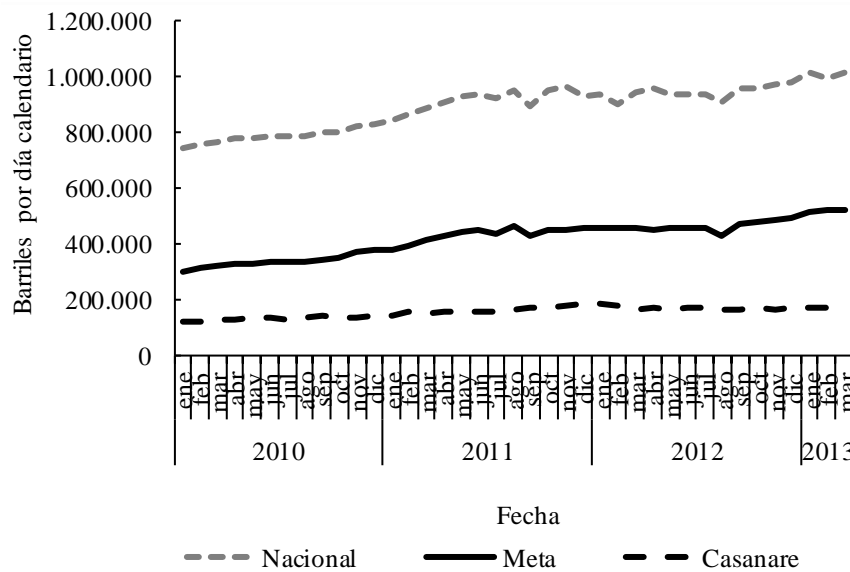 Barriles por día calendario
1.200.000
1.000.000
800.000
600.000
400.000
200.000
0
ene feb mar abr may jun jul ago sep oct nov dic ene feb mar abr may jun jul ago sep oct nov dic ene feb mar abr may jun jul ago sep oct nov dic ene feb mar
2010 2011 2012 2013
Fecha
Nacional Meta Casanare